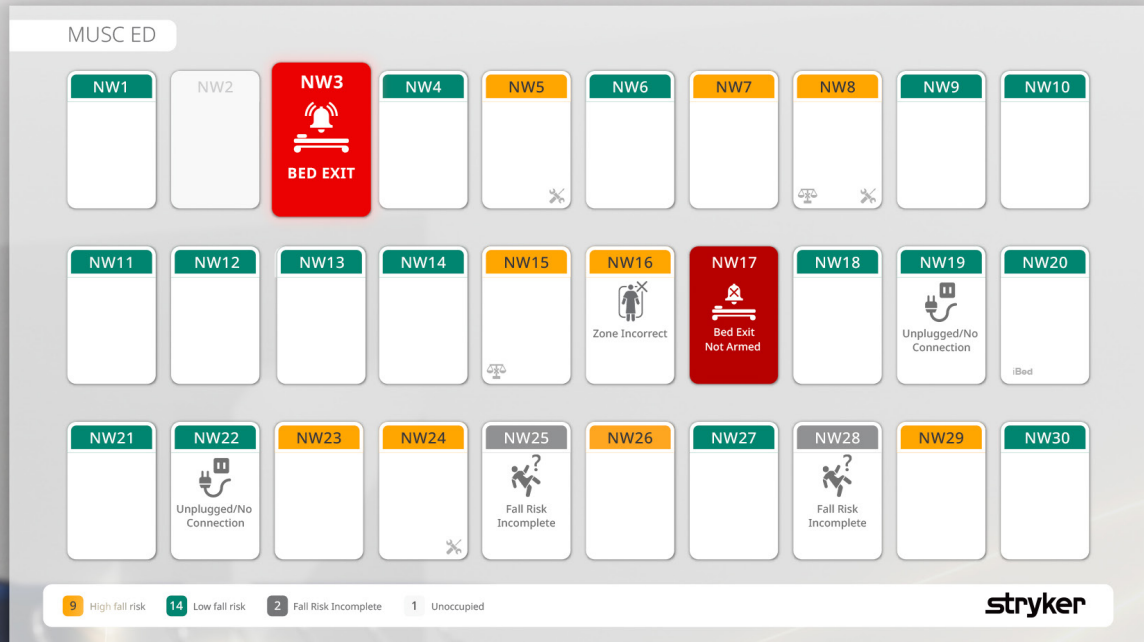 MUSC ED
NW1
NW2
NW3
BED EXIT
NW4
NW5
NW6
NW7
NW8
NW9
NW10
NW11
NW12
NW13
NW14
NW15
NW16
Zone Incorrect
NW17
Bed Exit
Not Armed
NW18
NW19
Unplugged/No
Connection
NW20
iBed
NW21
NW22
Unplugged/No
Connection
NW23
NW24
NW25
Fall Risk
Incomplete
NW26
NW27
NW28
Fall Risk
Incomplete
NW29
NW30
9 High fall risk 14 Low fall risk 2 Fall Risk Incomplete 1 Unoccupied
stryker